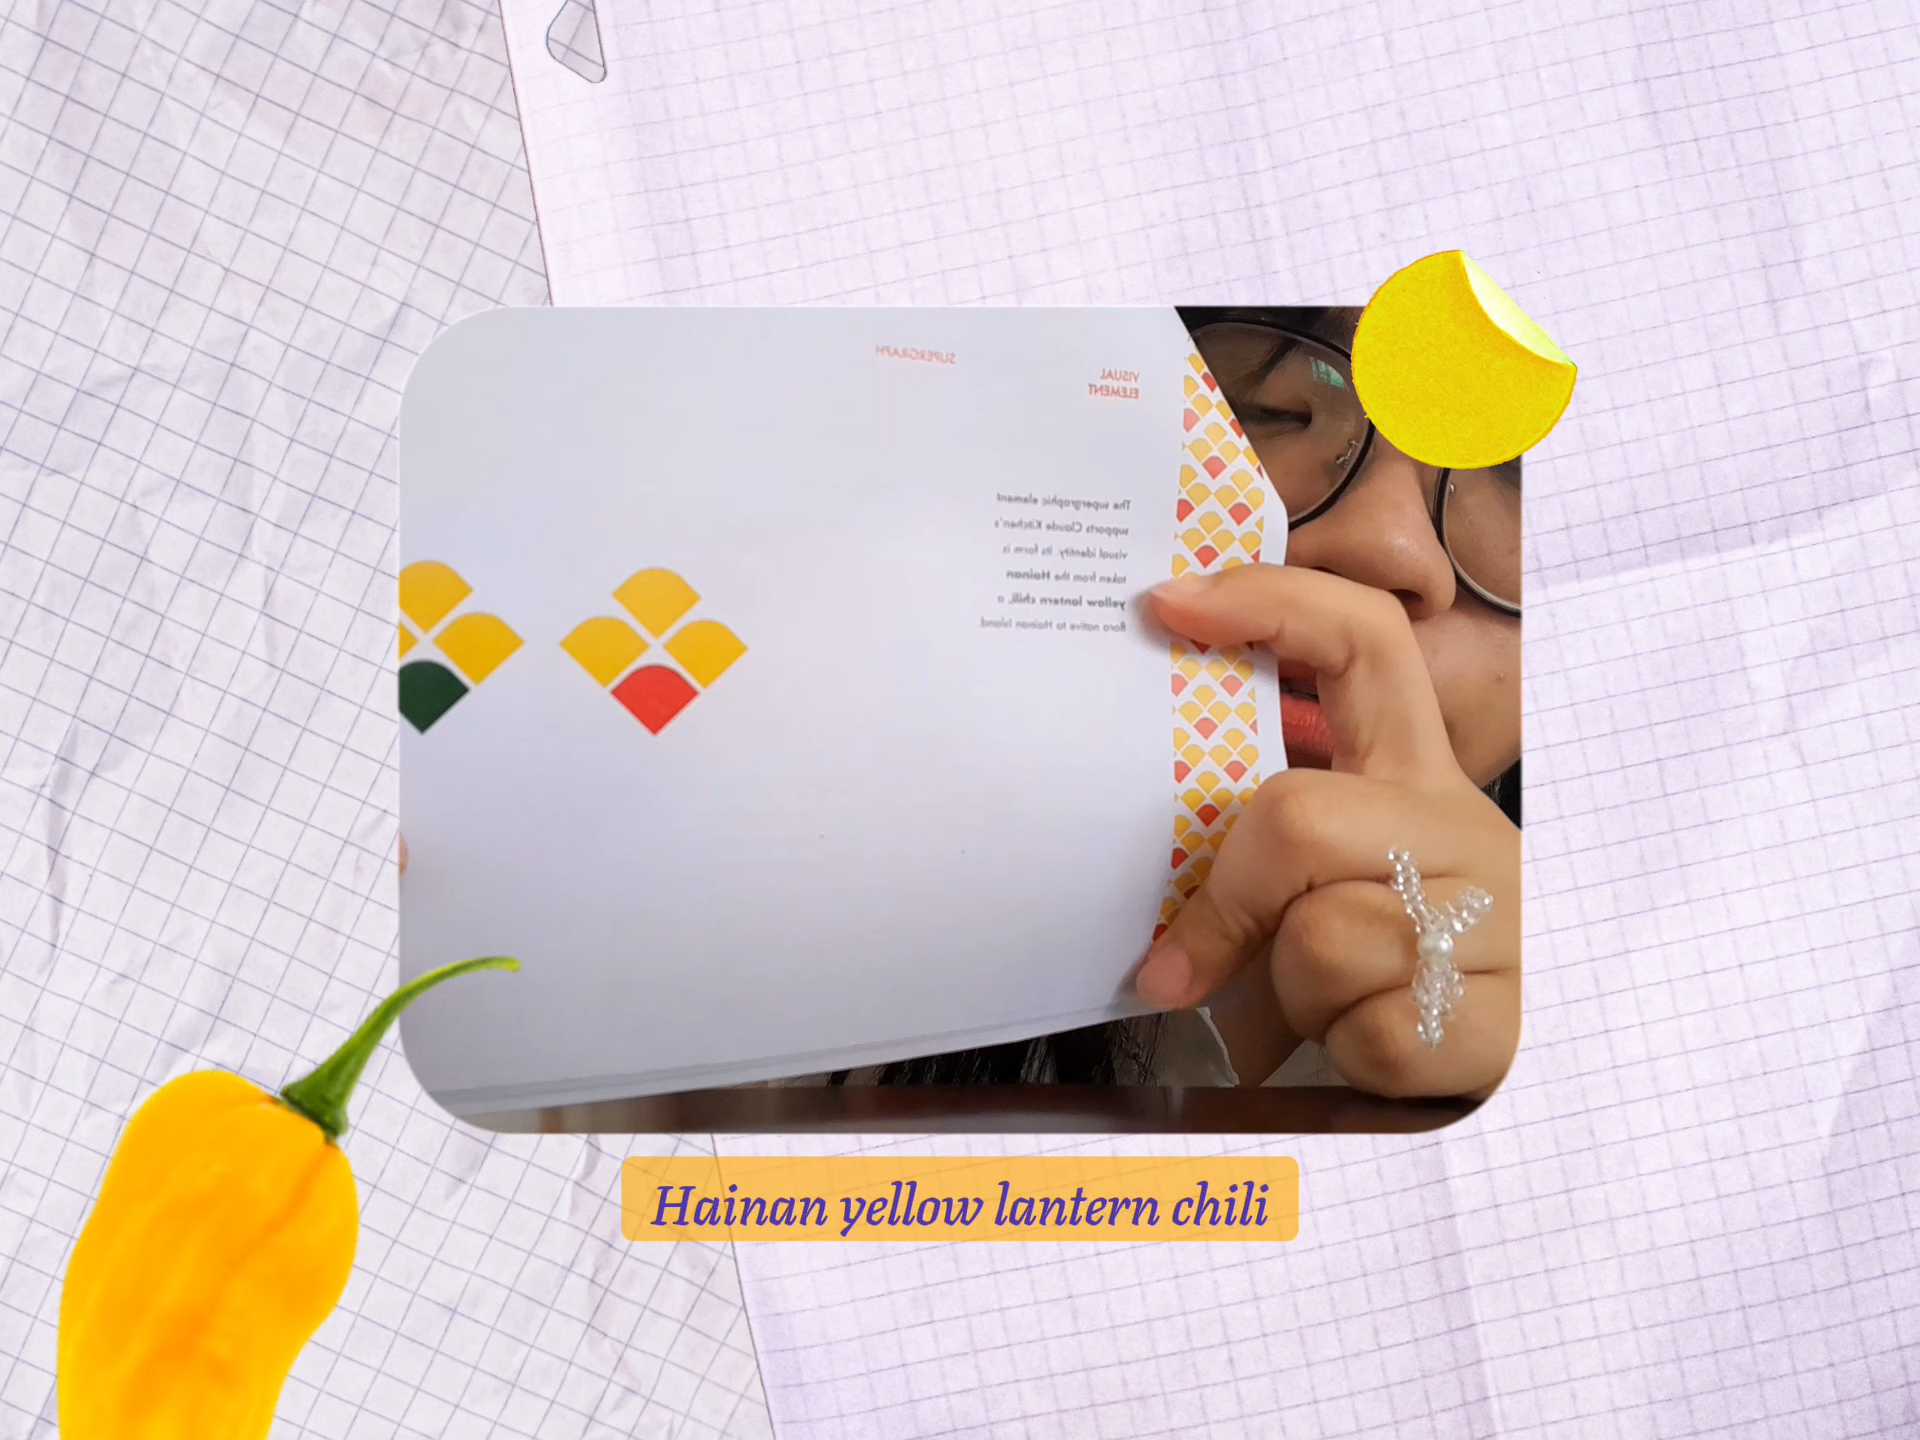 SUPERGRAPH
VISUAL
ELEMENT
The supergraphic element
supports Claude Kitchen's
visual identity. Its form is
taken from the Hainan
yellow lantern chili, a
flora native to Hainan Island.
Hainan yellow lantern chili